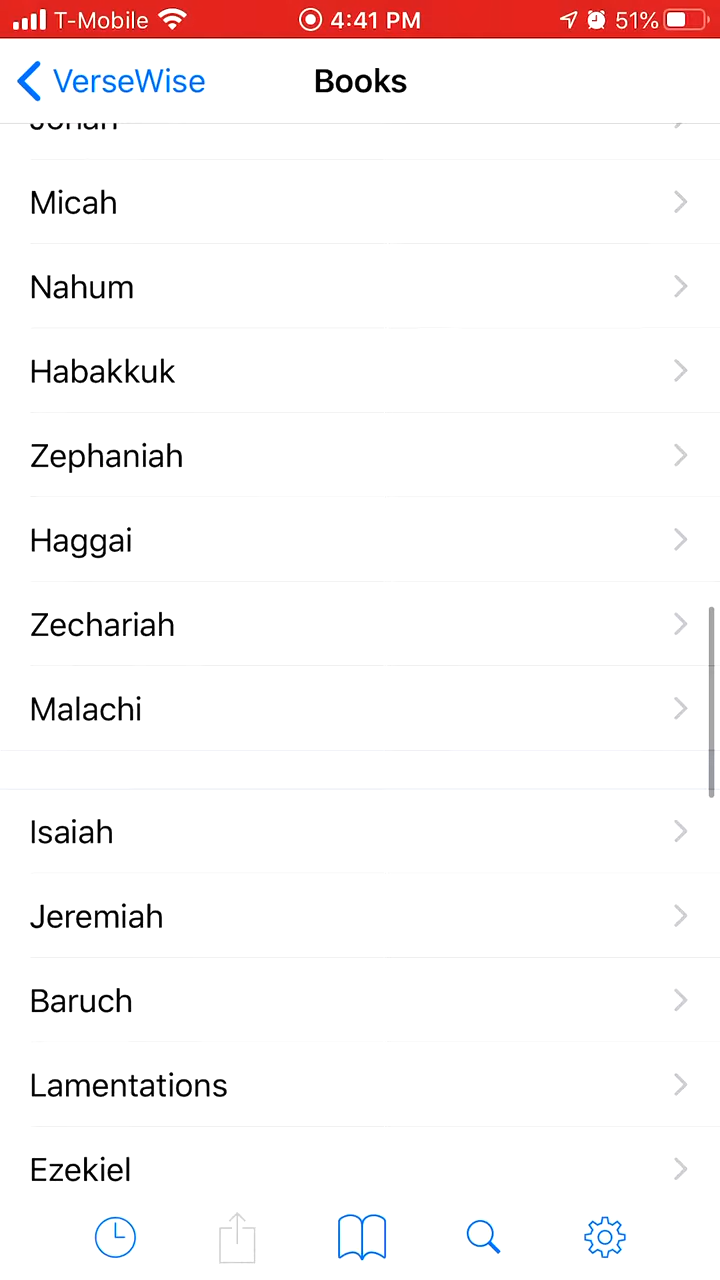 T-Mobile 4:41 PM 51%
VerseWise Books
Jonah
Micah
Nahum
Habakkuk
Zephaniah
Haggai
Zechariah
Malachi
Isaiah
Jeremiah
Baruch
Lamentations
Ezekiel